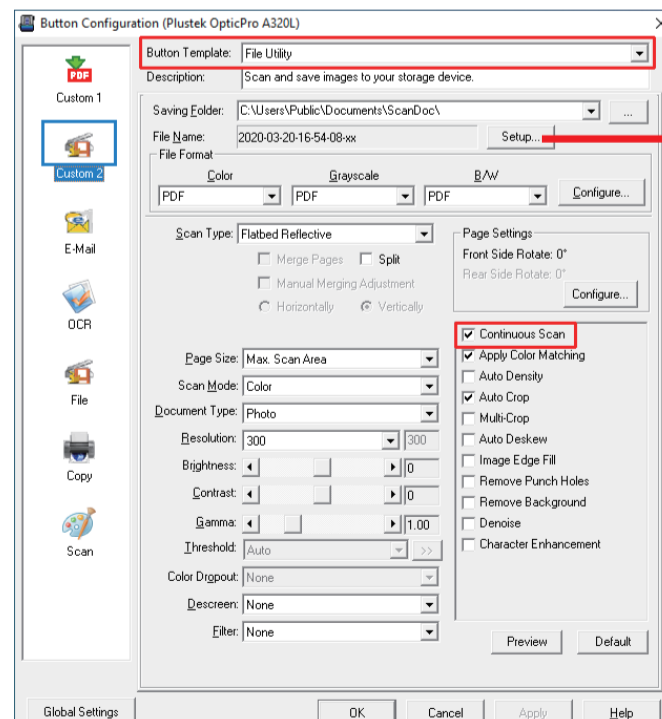 Button Configuration (Plustek OpticPro A320L)
Button Template: File Utility
Description: Scan and save images to your storage device.
PDF
Custom 1
Custom 2
E-Mail
OCR
File
Copy
Scan
Saving Folder: C:\Users\Public\Documents\ScanDoc\ ...
File Name: 2020-03-20-16-54-08-xx Setup...
File Format
Color Grayscale B/W
PDF PDF PDF Configure...
Scan Type: Flatbed Reflective
Merge Pages Split
Manual Merging Adjustment
Horizontally Vertically
Page Settings
Front Side Rotate: 0°
Rear Side Rotate: 0°
Configure...
Page Size: Max. Scan Area
Scan Mode: Color
Document Type: Photo
Resolution: 300 300
Brightness: 0
Contrast: 0
Gamma: 1.00
Threshold: Auto >>
Color Dropout: None
Descreen: None
Filter: None
Continuous Scan
Apply Color Matching
Auto Density
Auto Crop
Multi-Crop
Auto Deskew
Image Edge Fill
Remove Punch Holes
Remove Background
Denoise
Character Enhancement
Preview Default
Global Settings OK Cancel Apply Help